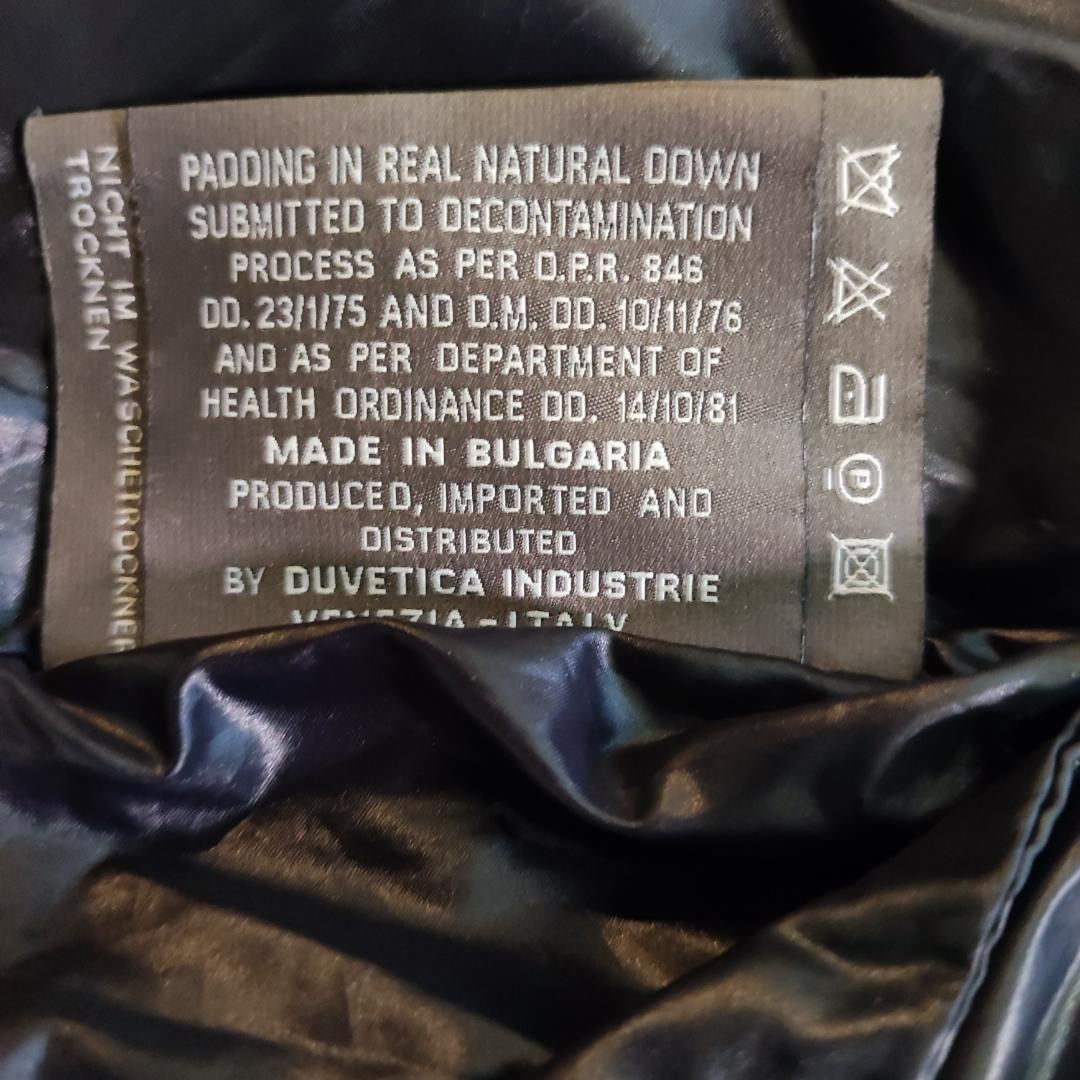 PADDING IN REAL NATURAL DOWN
SUBMITTED TO DECONTAMINATION
PROCESS AS PER D.P.R. 846
DD. 23/1/75 AND D.M. DD. 10/11/76
AND AS PER DEPARTMENT OF
HEALTH ORDINANCE DD. 14/10/81
MADE IN BULGARIA
PRODUCED, IMPORTED AND
DISTRIBUTED
BY DUVETICA INDUSTRIE
VENEZIA - ITALY
NICHT IM WASCHETROCKNER
TROCKNEN
P